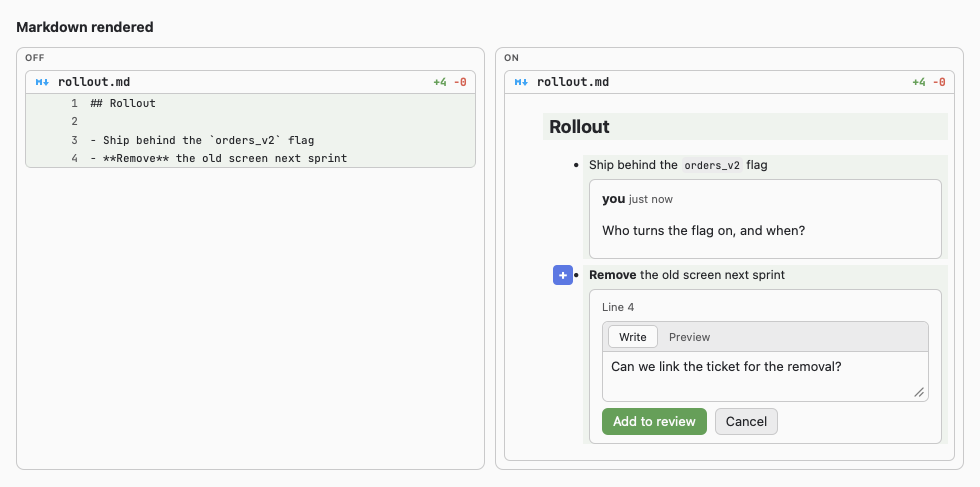 Markdown rendered
OFF
M↓ rollout.md +4 -0
1 ## Rollout
2
3 - Ship behind the `orders_v2` flag
4 - **Remove** the old screen next sprint
ON
M↓ rollout.md +4 -0
Rollout
• Ship behind the orders_v2 flag
you just now
Who turns the flag on, and when?
+ • Remove the old screen next sprint
Line 4
Write Preview
Can we link the ticket for the removal?
Add to review Cancel